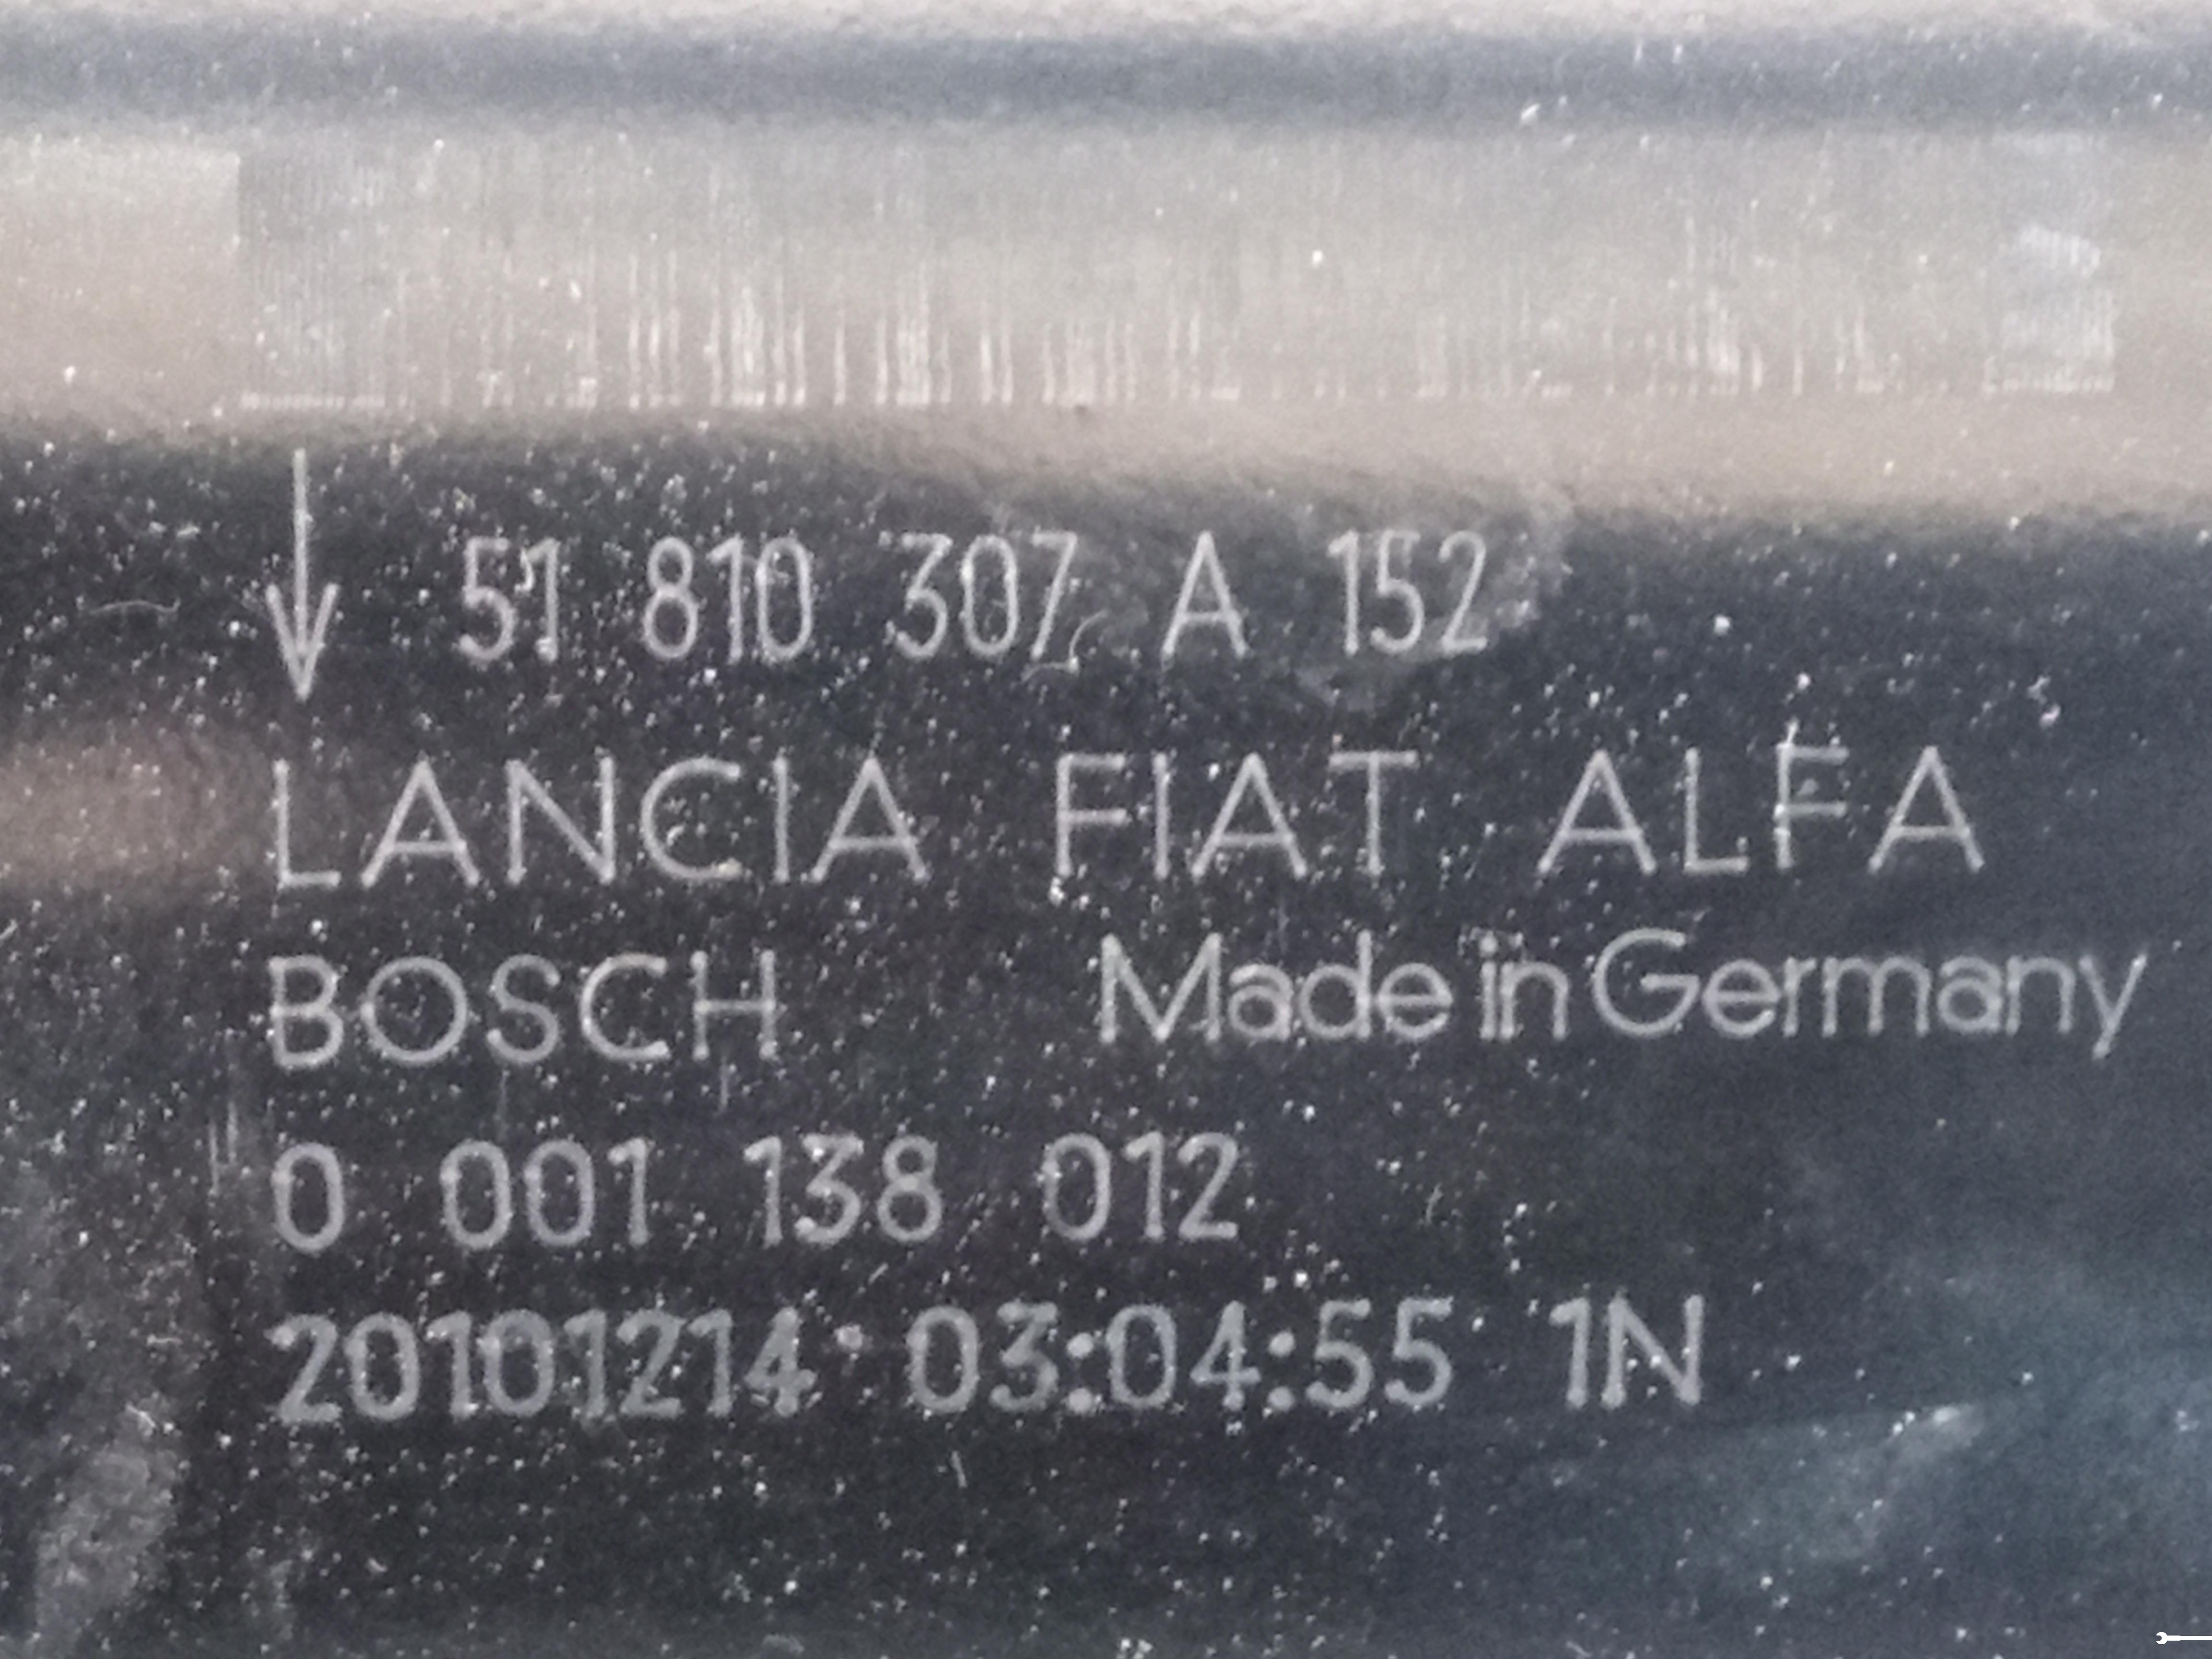 51 810 307 A 152
LANCIA FIAT ALFA
BOSCH Made in Germany
0 001 138 012
20101214 03:04:55 1N